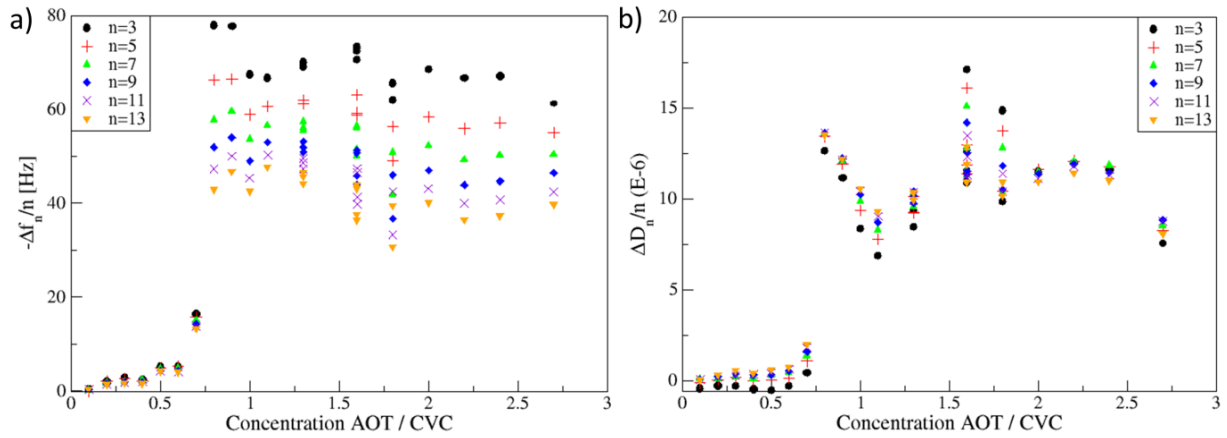 a)
80
60
40
20
0
-Δfn/n [Hz]
n=3
n=5
n=7
n=9
n=11
n=13
0 0.5 1 1.5 2 2.5 3
Concentration AOT / CVC
b)
20
15
10
5
0
ΔDn/n (E-6)
n=3
n=5
n=7
n=9
n=11
n=13
0 0.5 1 1.5 2 2.5 3
Concentration AOT / CVC